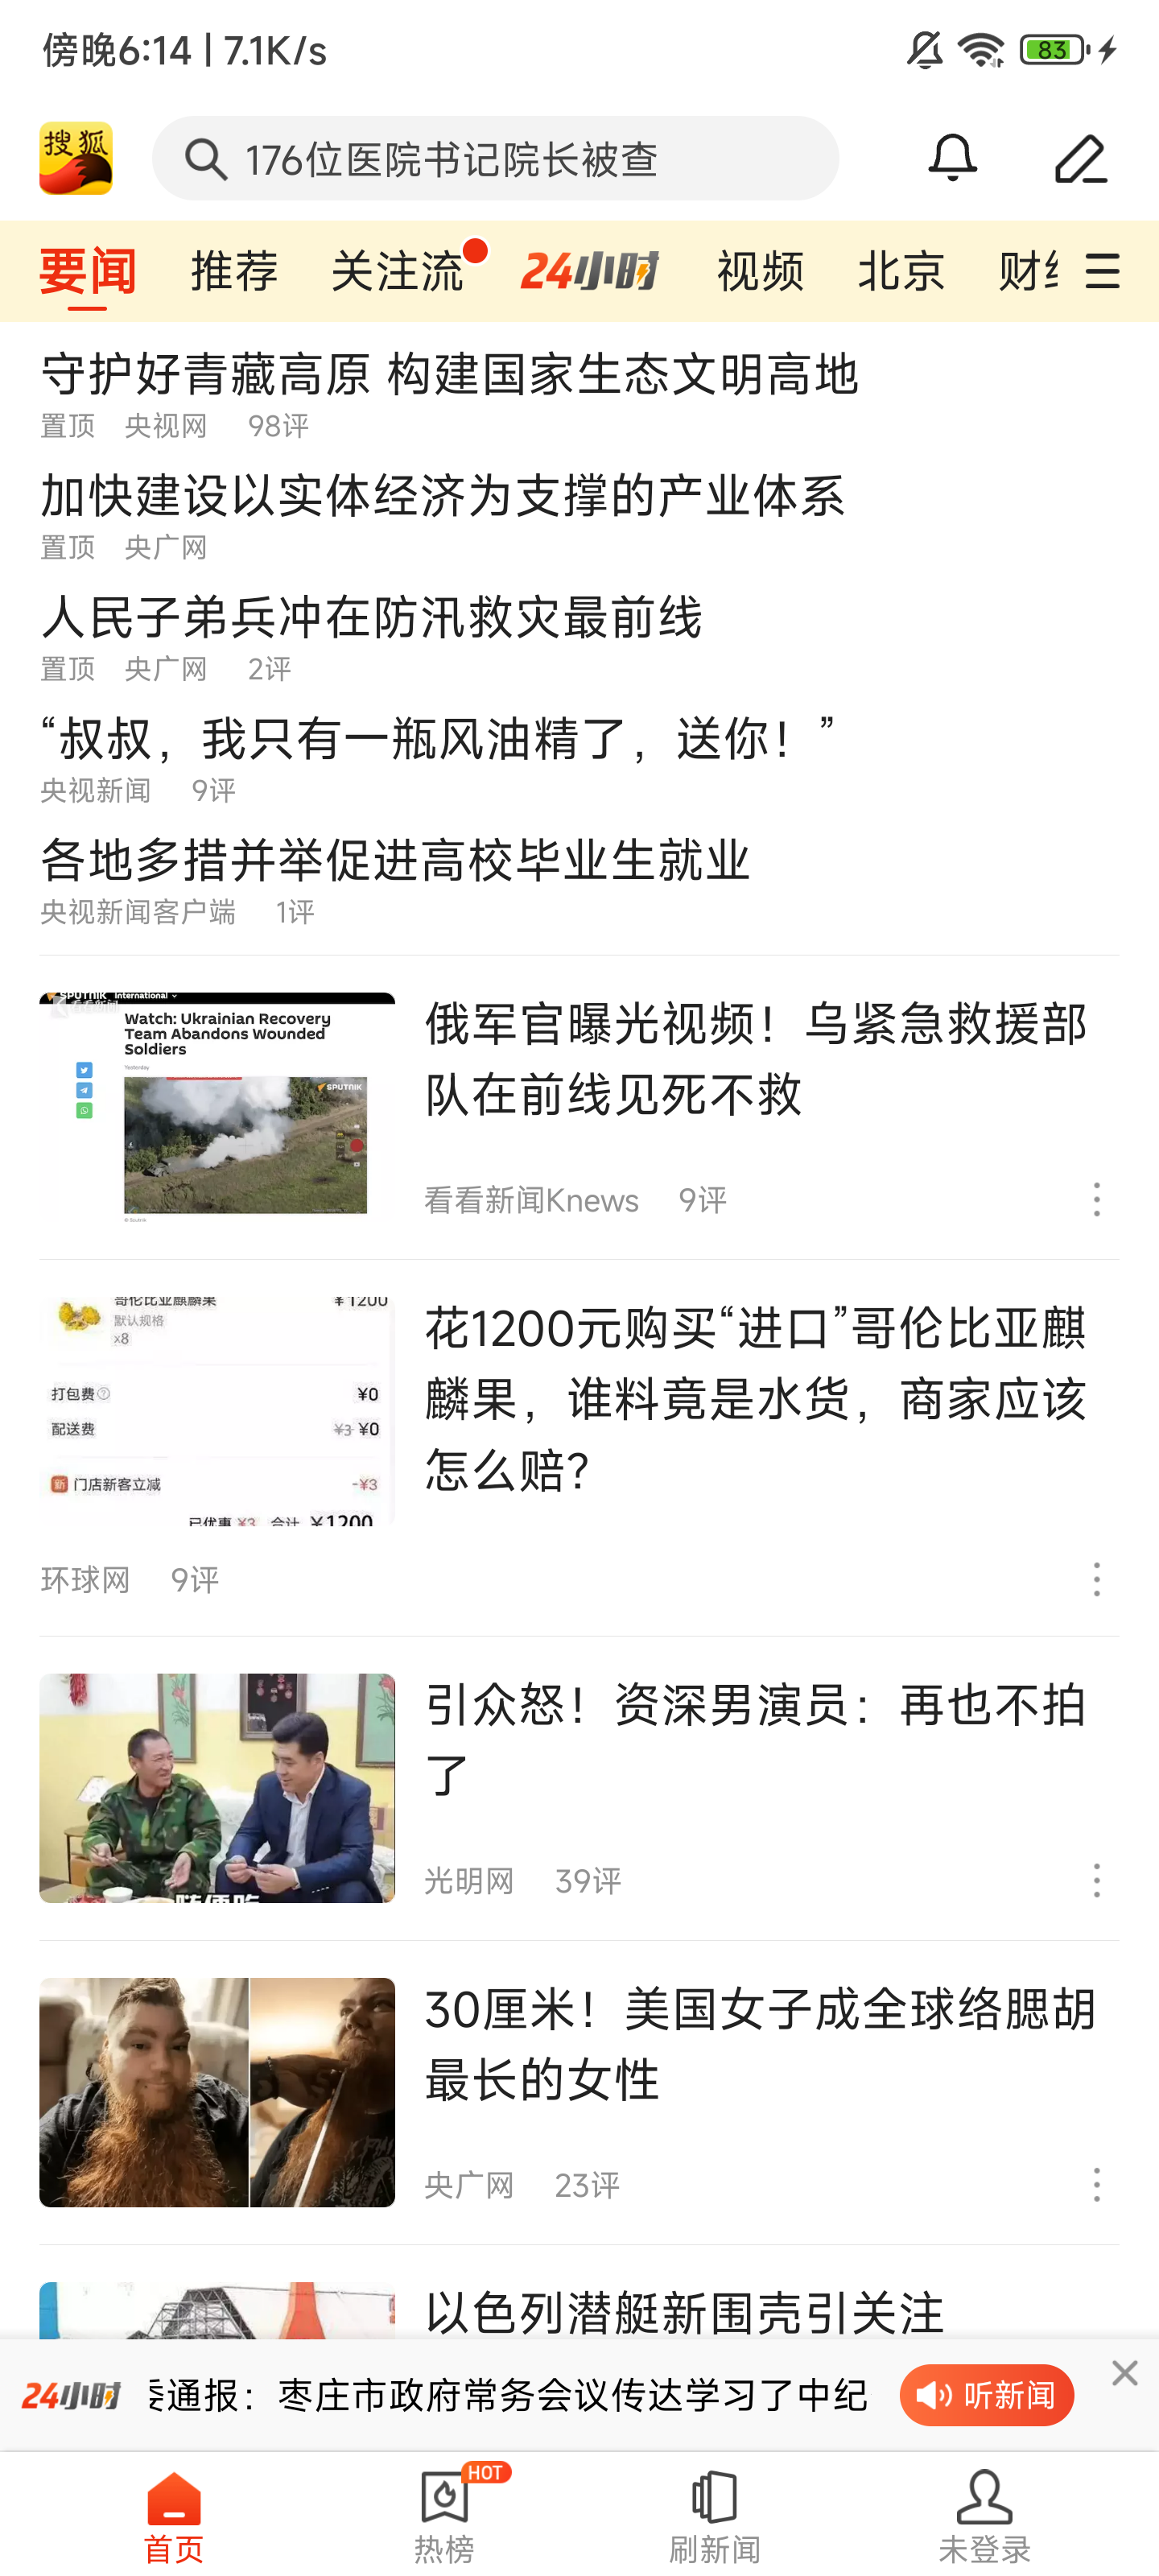 傍晚6:14 | 7.1K/s
83
搜狐
176位医院书记院长被查
要闻 推荐 关注流 24小时 视频 北京
守护好青藏高原 构建国家生态文明高地
置顶 央视网 98评
加快建设以实体经济为支撑的产业体系
置顶 央广网
人民子弟兵冲在防汛救灾最前线
置顶 央广网 2评
“叔叔，我只有一瓶风油精了，送你！”
央视新闻 9评
各地多措并举促进高校毕业生就业
央视新闻客户端 1评
SPUTNIK International
Watch: Ukrainian Recovery
Team Abandons Wounded
Soldiers
Yesterday
SPUTNIK
© Sputnik
俄军官曝光视频！乌紧急救援部
队在前线见死不救
看看新闻Knews 9评
哥伦比亚麒麟果 ¥1200
默认规格
x8
打包费 ¥0
配送费 ¥3 ¥0
新 门店新客立减 -¥3
已优惠 ¥3 合计 ¥1200
花1200元购买“进口”哥伦比亚麒
麟果，谁料竟是水货，商家应该
怎么赔？
环球网 9评
引众怒！资深男演员：再也不拍
了
光明网 39评
30厘米！美国女子成全球络腮胡
最长的女性
央广网 23评
以色列潜艇新围壳引关注
24小时 通报：枣庄市政府常务会议传达学习了中纪 听新闻
HOT
首页 热榜 刷新闻 未登录